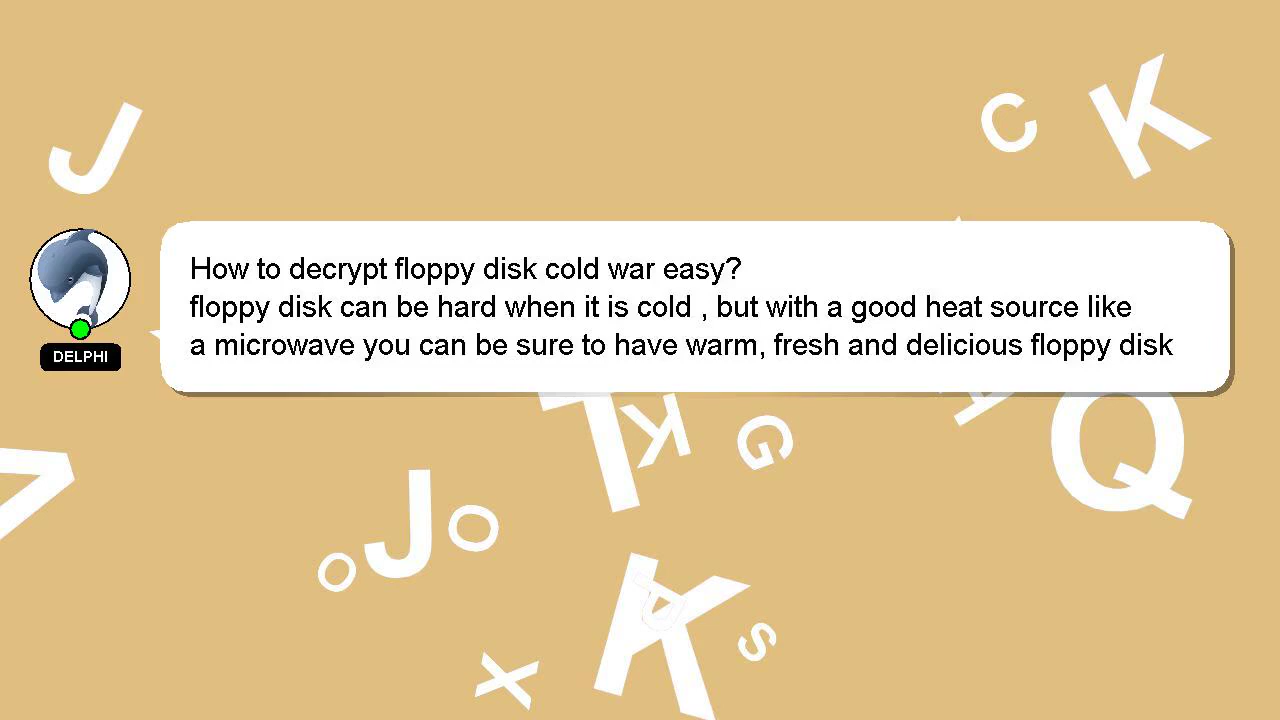 J
C
K
How to decrypt floppy disk cold war easy?
floppy disk can be hard when it is cold , but with a good heat source like
a microwave you can be sure to have warm, fresh and delicious floppy disk
DELPHI
T
K
G
Q
J
O
O
K
P
S
X